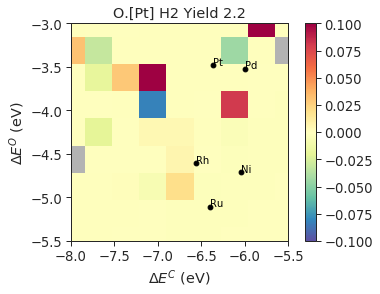 O.[Pt] H2 Yield 2.2
−3.0
−3.5
−4.0
−4.5
−5.0
−5.5
ΔE^O (eV)
Pt
Pd
Rh
Ni
Ru
−8.0 −7.5 −7.0 −6.5 −6.0 −5.5
ΔE^C (eV)
0.100
0.075
0.050
0.025
0.000
−0.025
−0.050
−0.075
−0.100